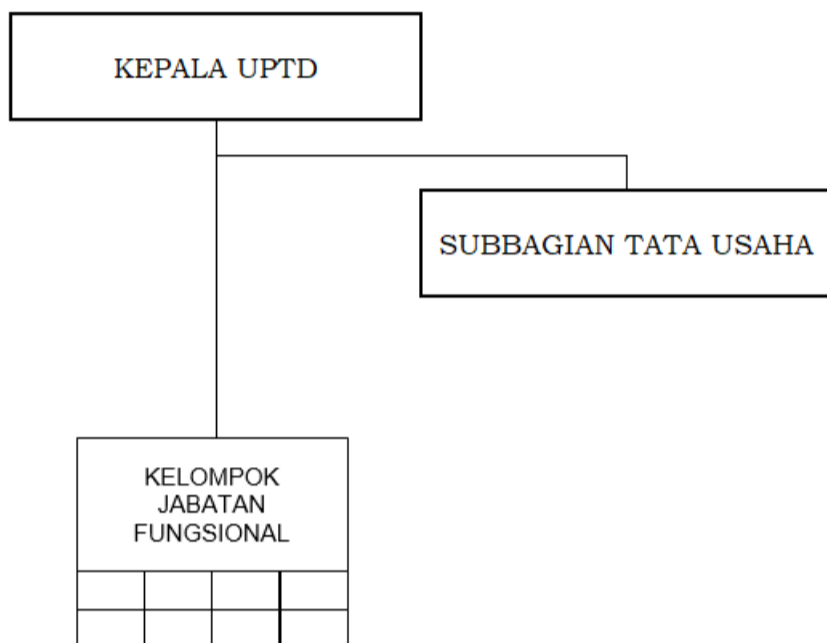 KEPALA UPTD
SUBBAGIAN TATA USAHA
KELOMPOK
JABATAN
FUNGSIONAL